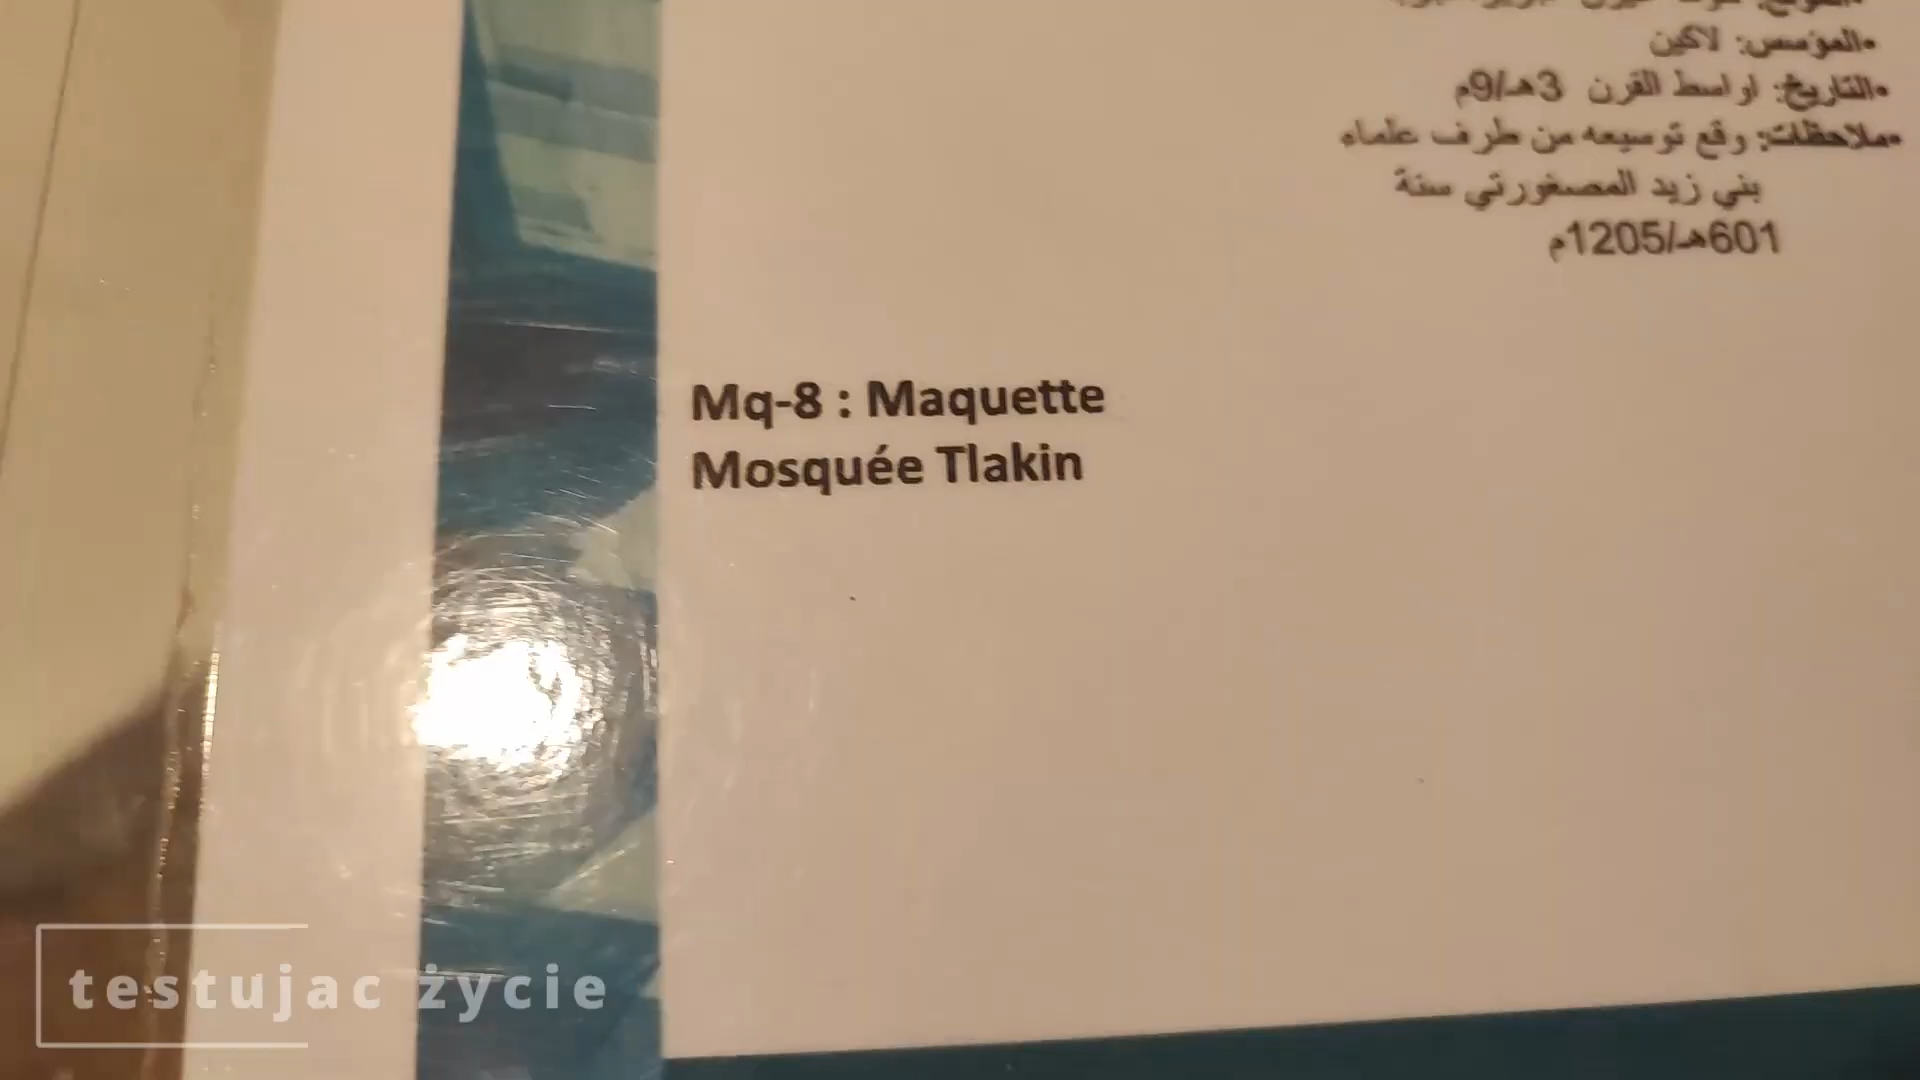 •المؤسس: لاكين
•التاريخ: اواسط القرن 3هـ/9م
•ملاحظات: وقع توسيعه من طرف علماء
بني زيد المصغورتي سنة
601هـ/1205م
Mq-8 : Maquette
Mosquée Tlakin
testujac życie